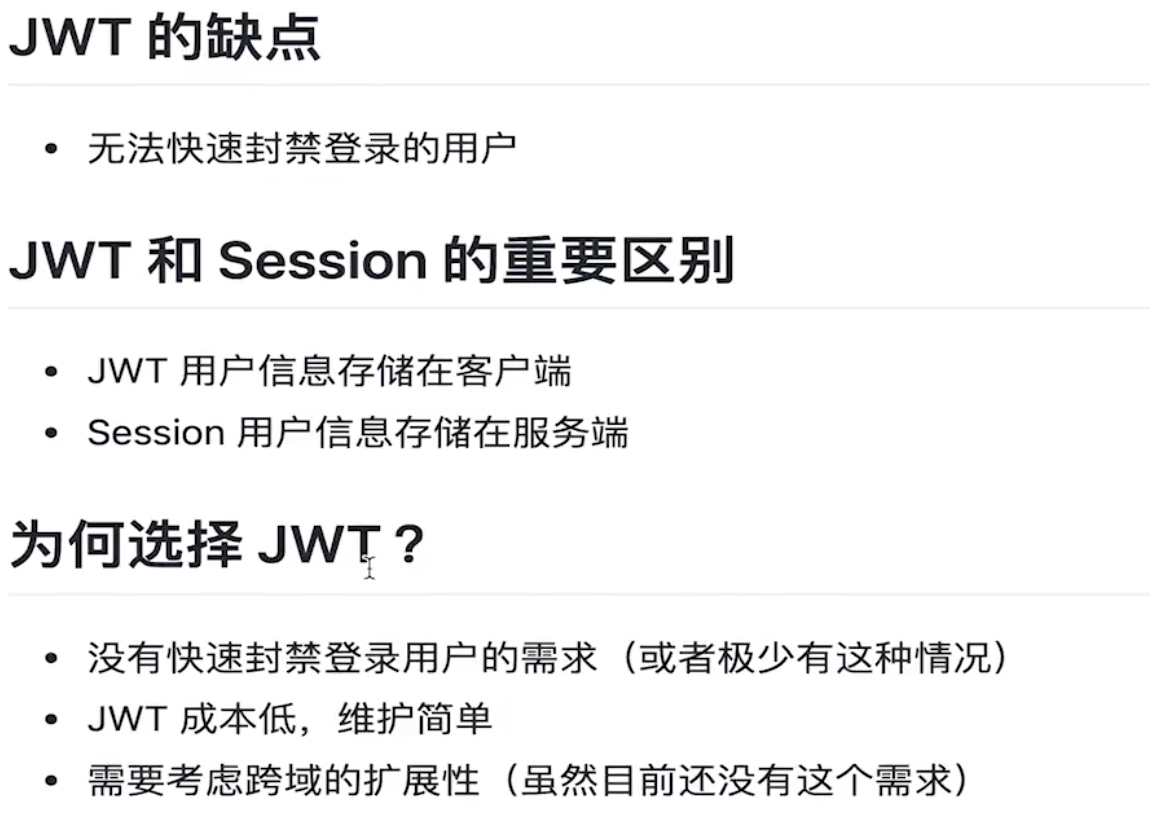 JWT 的缺点
• 无法快速封禁登录的用户
JWT 和 Session 的重要区别
• JWT 用户信息存储在客户端
• Session 用户信息存储在服务端
为何选择 JWT？
• 没有快速封禁登录用户的需求（或者极少有这种情况）
• JWT 成本低，维护简单
• 需要考虑跨域的扩展性（虽然目前还没有这个需求）